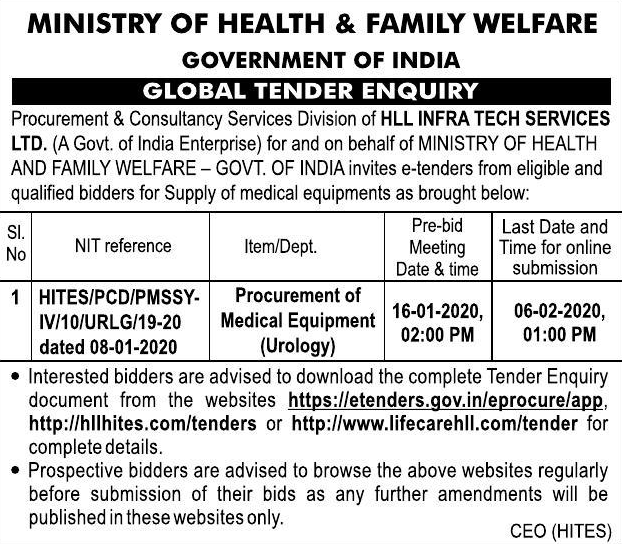 MINISTRY OF HEALTH & FAMILY WELFARE
GOVERNMENT OF INDIA
GLOBAL TENDER ENQUIRY
Procurement & Consultancy Services Division of HLL INFRA TECH SERVICES
LTD. (A Govt. of India Enterprise) for and on behalf of MINISTRY OF HEALTH
AND FAMILY WELFARE – GOVT. OF INDIA invites e-tenders from eligible and
qualified bidders for Supply of medical equipments as brought below:
Sl. No
NIT reference
Item/Dept.
Pre-bid
Meeting
Date & time
Last Date and
Time for online
submission
1
HITES/PCD/PMSSY-
IV/10/URLG/19-20
dated 08-01-2020
Procurement of
Medical Equipment
(Urology)
16-01-2020,
02:00 PM
06-02-2020,
01:00 PM
• Interested bidders are advised to download the complete Tender Enquiry
document from the websites https://etenders.gov.in/eprocure/app,
http://hllhites.com/tenders or http://www.lifecarehll.com/tender for
complete details.
• Prospective bidders are advised to browse the above websites regularly
before submission of their bids as any further amendments will be
published in these websites only.
CEO (HITES)